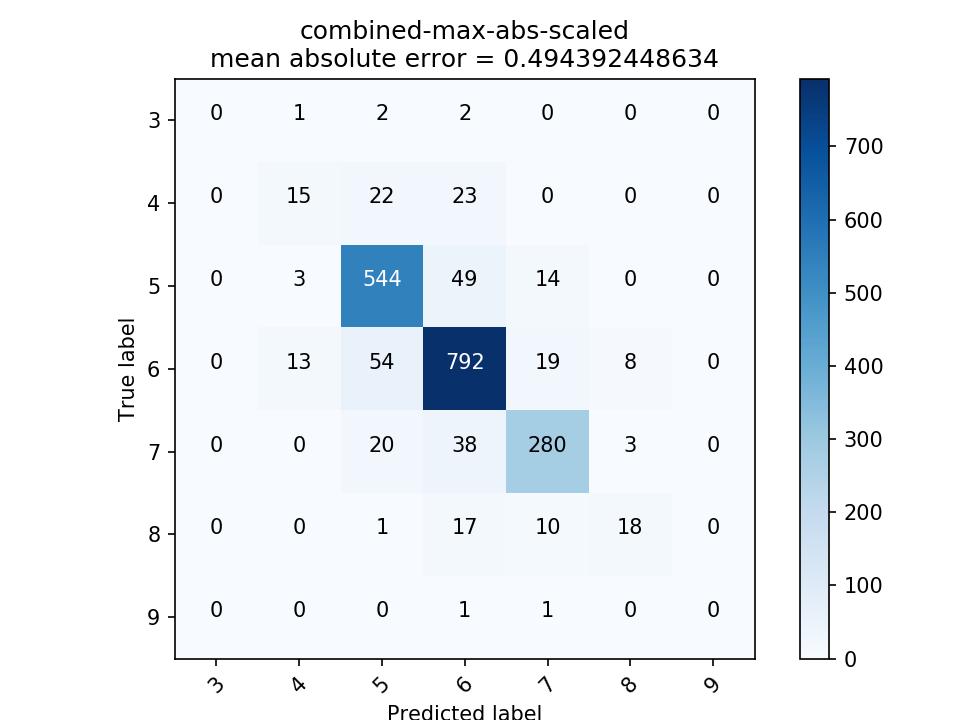 combined-max-abs-scaled
mean absolute error = 0.494392448634
3 0 1 2 2 0 0 0
4 0 15 22 23 0 0 0
5 0 3 544 49 14 0 0
6 0 13 54 792 19 8 0
7 0 0 20 38 280 3 0
8 0 0 1 17 10 18 0
9 0 0 0 1 1 0 0
True label
3 4 5 6 7 8 9
Predicted label
700
600
500
400
300
200
100
0